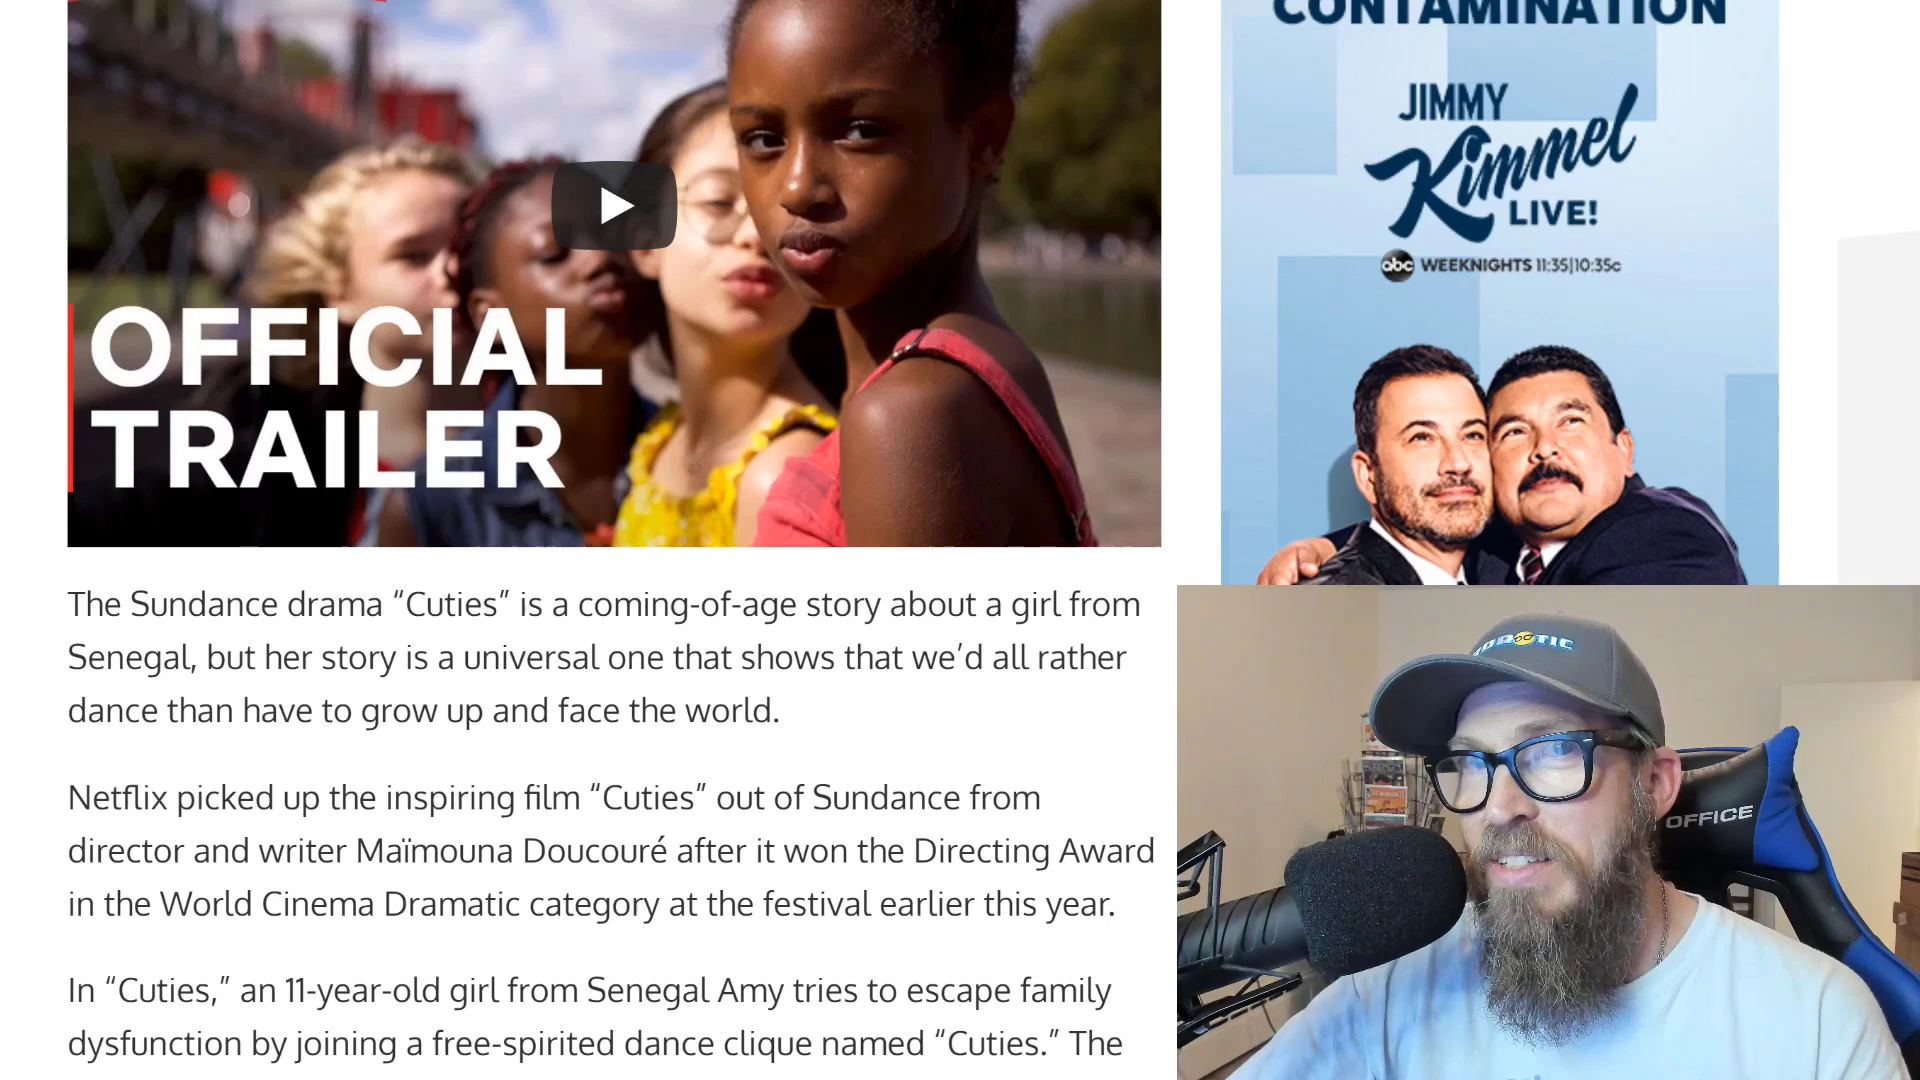 OFFICIAL
TRAILER
The Sundance drama “Cuties” is a coming-of-age story about a girl from
Senegal, but her story is a universal one that shows that we’d all rather
dance than have to grow up and face the world.
Netflix picked up the inspiring film “Cuties” out of Sundance from
director and writer Maïmouna Doucouré after it won the Directing Award
in the World Cinema Dramatic category at the festival earlier this year.
In “Cuties,” an 11-year-old girl from Senegal Amy tries to escape family
dysfunction by joining a free-spirited dance clique named “Cuties.” The
CONTAMINATION
JIMMY
Kimmel
LIVE!
abc WEEKNIGHTS 11:35|10:35c
OFFICE